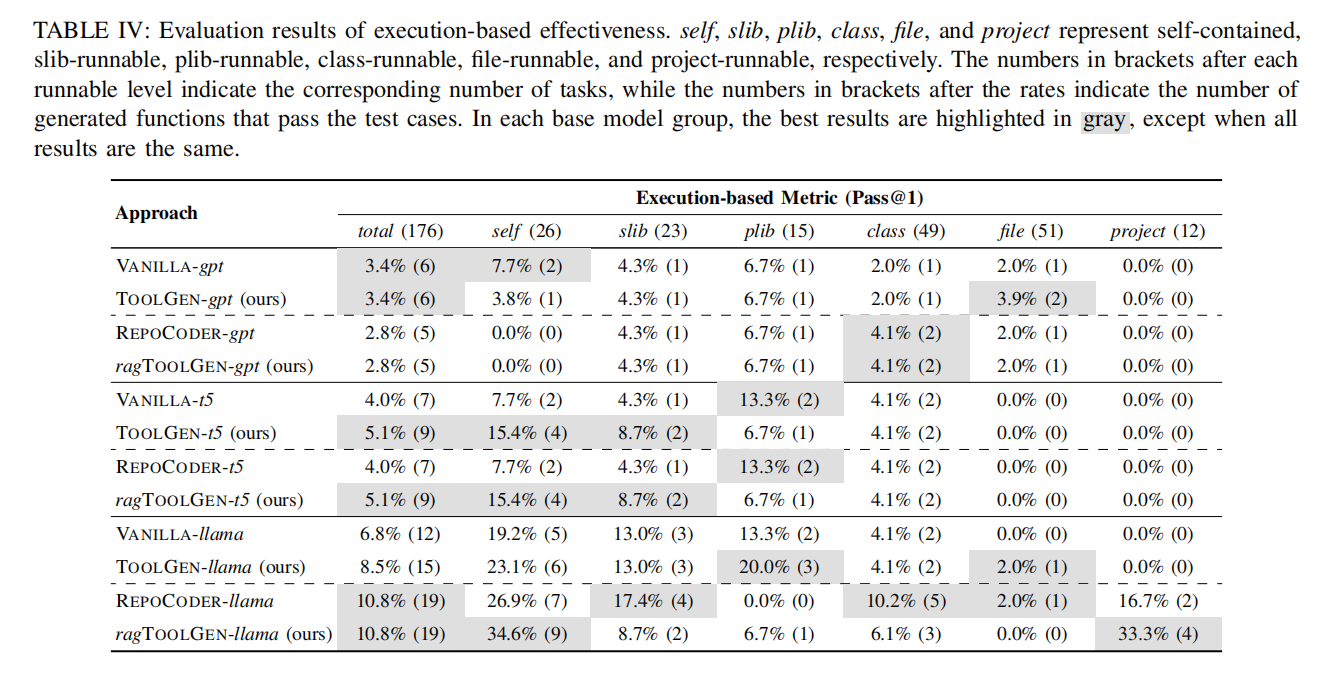 TABLE IV: Evaluation results of execution-based effectiveness. self, slib, plib, class, file, and project represent self-contained,
slib-runnable, plib-runnable, class-runnable, file-runnable, and project-runnable, respectively. The numbers in brackets after each
runnable level indicate the corresponding number of tasks, while the numbers in brackets after the rates indicate the number of
generated functions that pass the test cases. In each base model group, the best results are highlighted in gray, except when all
results are the same.
Approach Execution-based Metric (Pass@1)
total (176) self (26) slib (23) plib (15) class (49) file (51) project (12)
VANILLA-gpt 3.4% (6) 7.7% (2) 4.3% (1) 6.7% (1) 2.0% (1) 2.0% (1) 0.0% (0)
TOOLGEN-gpt (ours) 3.4% (6) 3.8% (1) 4.3% (1) 6.7% (1) 2.0% (1) 3.9% (2) 0.0% (0)
REPOCODER-gpt 2.8% (5) 0.0% (0) 4.3% (1) 6.7% (1) 4.1% (2) 2.0% (1) 0.0% (0)
ragTOOLGEN-gpt (ours) 2.8% (5) 0.0% (0) 4.3% (1) 6.7% (1) 4.1% (2) 2.0% (1) 0.0% (0)
VANILLA-t5 4.0% (7) 7.7% (2) 4.3% (1) 13.3% (2) 4.1% (2) 0.0% (0) 0.0% (0)
TOOLGEN-t5 (ours) 5.1% (9) 15.4% (4) 8.7% (2) 6.7% (1) 4.1% (2) 0.0% (0) 0.0% (0)
REPOCODER-t5 4.0% (7) 7.7% (2) 4.3% (1) 13.3% (2) 4.1% (2) 0.0% (0) 0.0% (0)
ragTOOLGEN-t5 (ours) 5.1% (9) 15.4% (4) 8.7% (2) 6.7% (1) 4.1% (2) 0.0% (0) 0.0% (0)
VANILLA-llama 6.8% (12) 19.2% (5) 13.0% (3) 13.3% (2) 4.1% (2) 0.0% (0) 0.0% (0)
TOOLGEN-llama (ours) 8.5% (15) 23.1% (6) 13.0% (3) 20.0% (3) 4.1% (2) 2.0% (1) 0.0% (0)
REPOCODER-llama 10.8% (19) 26.9% (7) 17.4% (4) 0.0% (0) 10.2% (5) 2.0% (1) 16.7% (2)
ragTOOLGEN-llama (ours) 10.8% (19) 34.6% (9) 8.7% (2) 6.7% (1) 6.1% (3) 0.0% (0) 33.3% (4)